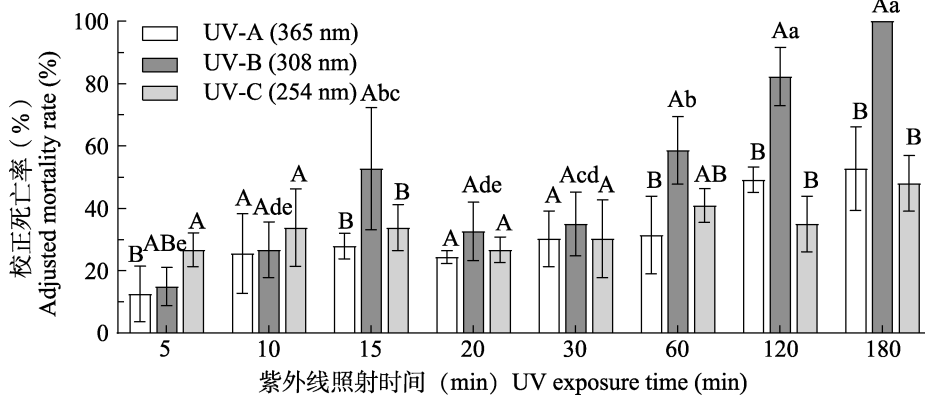 校正死亡率（%）
Adjusted mortality rate (%)
100
80
60
40
20
0
UV-A (365 nm)
UV-B (308 nm)
UV-C (254 nm)
B
ABe
A
A
Ade
A
B
Abc
B
A
Ade
A
A
Acd
A
B
Ab
AB
B
Aa
B
B
Aa
B
5
10
15
20
30
60
120
180
紫外线照射时间（min）UV exposure time (min)